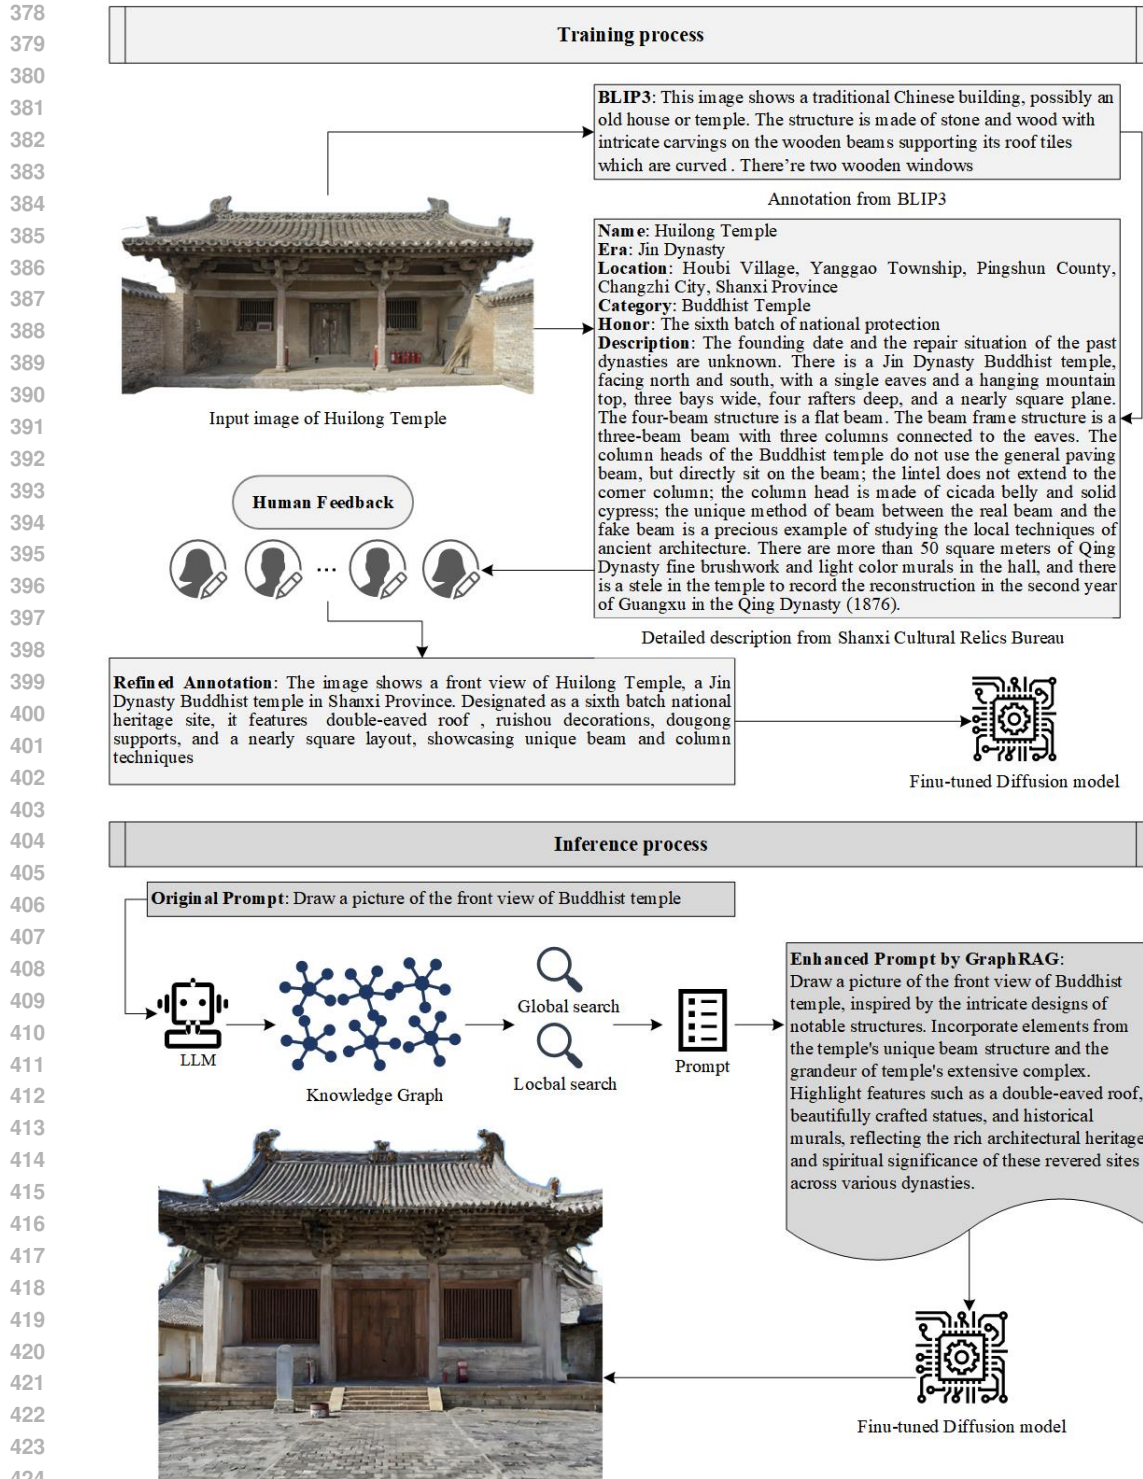 378
379
380
381
382
383
384
385
386
387
388
389
390
391
392
393
394
395
396
397
398
399
400
401
402
403
404
405
406
407
408
409
410
411
412
413
414
415
416
417
418
419
420
421
422
423
424
Training process
BLIP3: This image shows a traditional Chinese building, possibly an
old house or temple. The structure is made of stone and wood with
intricate carvings on the wooden beams supporting its roof tiles
which are curved . There're two wooden windows
Annotation from BLIP3
Input image of Huilong Temple
Name: Huilong Temple
Era: Jin Dynasty
Location: Houbi Village, Yanggao Township, Pingshun County,
Changzhi City, Shanxi Province
Category: Buddhist Temple
Honor: The sixth batch of national protection
Description: The founding date and the repair situation of the past
dynasties are unknown. There is a Jin Dynasty Buddhist temple,
facing north and south, with a single eaves and a hanging mountain
top, three bays wide, four rafters deep, and a nearly square plane.
The four-beam structure is a flat beam. The beam frame structure is a
three-beam beam with three columns connected to the eaves. The
column heads of the Buddhist temple do not use the general paving
beam, but directly sit on the beam; the lintel does not extend to the
corner column; the column head is made of cicada belly and solid
cypress; the unique method of beam between the real beam and the
fake beam is a precious example of studying the local techniques of
ancient architecture. There are more than 50 square meters of Qing
Dynasty fine brushwork and light color murals in the hall, and there
is a stele in the temple to record the reconstruction in the second year
of Guangxu in the Qing Dynasty (1876).
Detailed description from Shanxi Cultural Relics Bureau
Human Feedback
...
Refined Annotation: The image shows a front view of Huilong Temple, a Jin
Dynasty Buddhist temple in Shanxi Province. Designated as a sixth batch national
heritage site, it features double-eaved roof , ruishou decorations, dougong
supports, and a nearly square layout, showcasing unique beam and column
techniques
Finu-tuned Diffusion model
Inference process
Original Prompt: Draw a picture of the front view of Buddhist temple
LLM
Knowledge Graph
Global search
Locbal search
Prompt
Enhanced Prompt by GraphRAG:
Draw a picture of the front view of Buddhist
temple, inspired by the intricate designs of
notable structures. Incorporate elements from
the temple's unique beam structure and the
grandeur of temple's extensive complex.
Highlight features such as a double-eaved roof,
beautifully crafted statues, and historical
murals, reflecting the rich architectural heritage
and spiritual significance of these revered sites
across various dynasties.
Finu-tuned Diffusion model